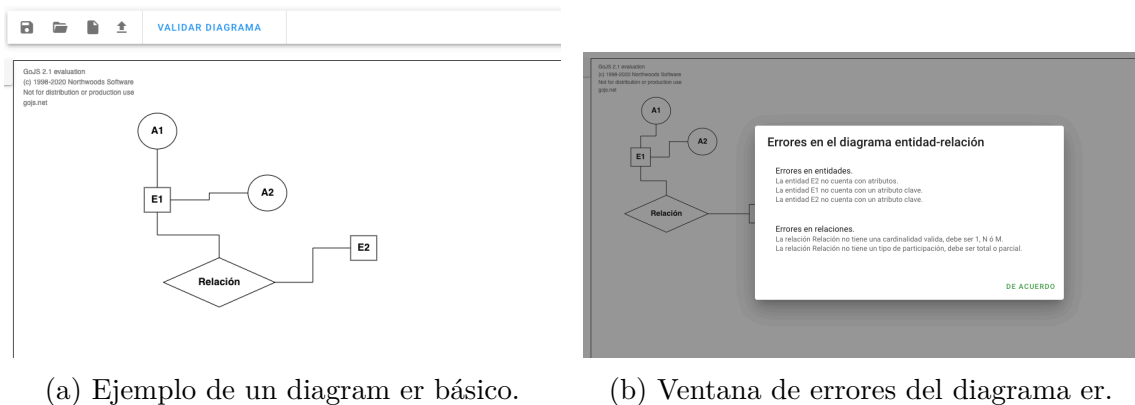 VALIDAR DIAGRAMA
GoJS 2.1 evaluation
(c) 1998-2020 Northwoods Software
Not for distribution or production use
gojs.net
A1
E1
A2
E2
Relación
(a) Ejemplo de un diagram er básico.
GoJS 2.1 evaluation
(c) 1998-2020 Northwoods Software
Not for distribution or production use
gojs.net
A1
A2
E1
Relación
Errores en el diagrama entidad-relación
Errores en entidades.
La entidad E2 no cuenta con atributos.
La entidad E1 no cuenta con un atributo clave.
La entidad E2 no cuenta con un atributo clave.
Errores en relaciones.
La relación Relación no tiene una cardinalidad valida, debe ser 1, N ó M.
La relación Relación no tiene un tipo de participación, debe ser total o parcial.
DE ACUERDO
(b) Ventana de errores del diagrama er.